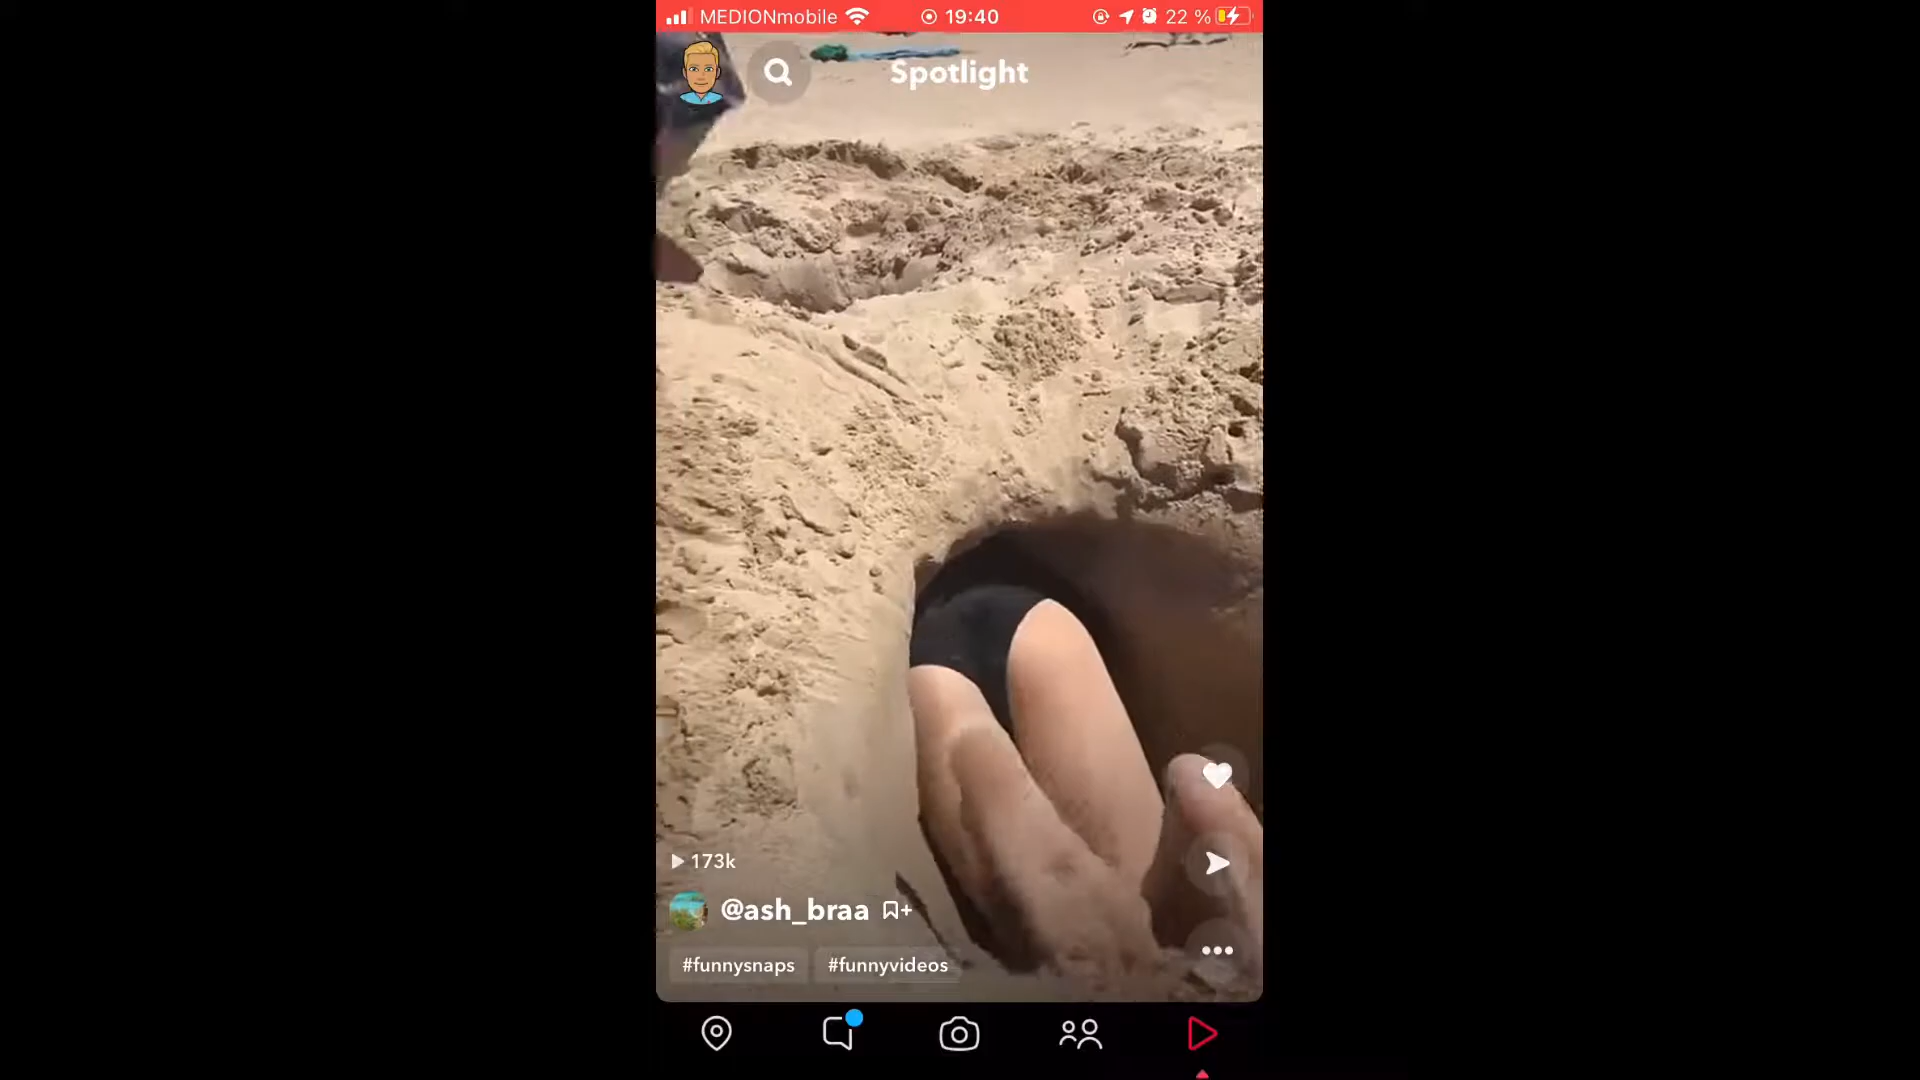 MEDIONmobile 19:40 22 %
Spotlight
173k
@ash_braa
#funnysnaps #funnyvideos